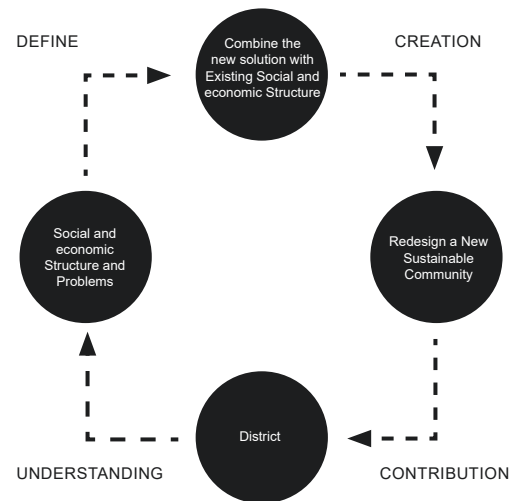 DEFINE
Combine the
new solution with
Existing Social and
economic Structure
CREATION
Social and
economic
Structure and
Problems
Redesign a New
Sustainable
Community
District
UNDERSTANDING
CONTRIBUTION